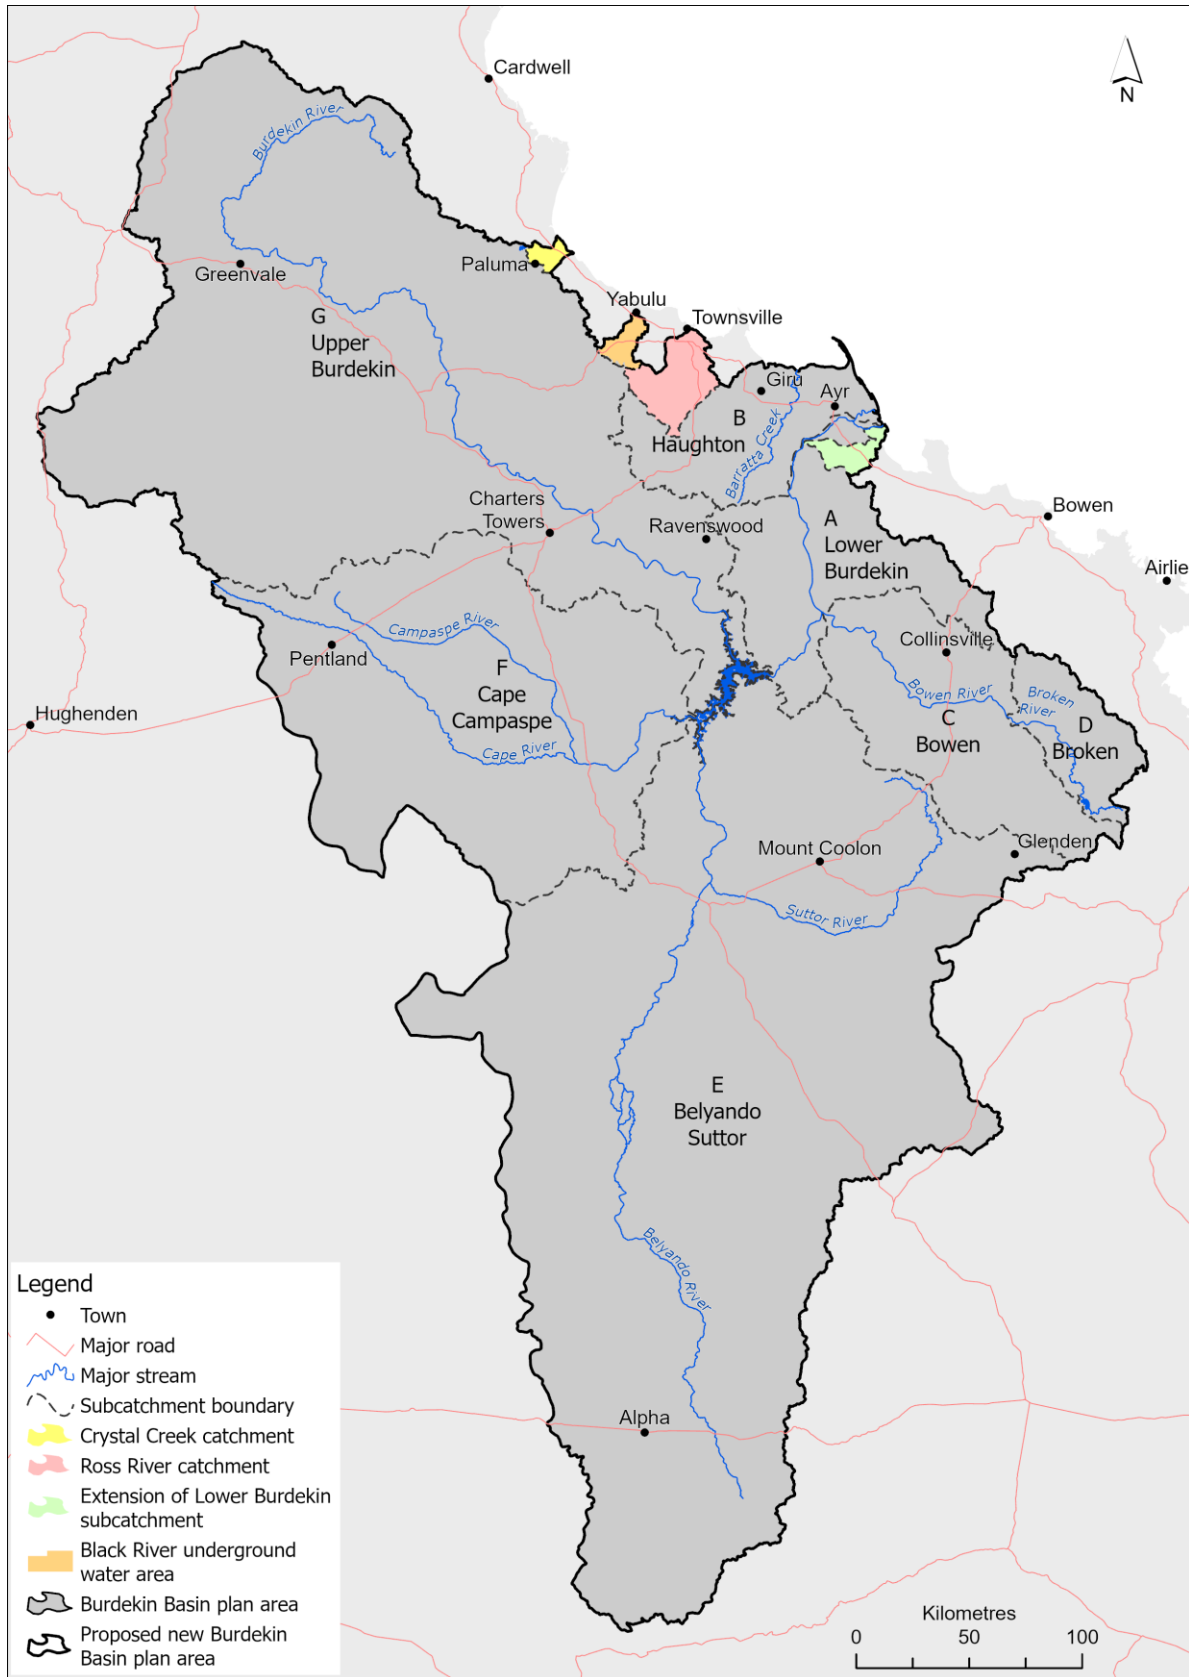 Cardwell
N
Burdekin River
Greenvale
Paluma
Yabulu
Townsville
G
Upper
Burdekin
Giru
Ayr
B
Haughton
Barratta Creek
Charters
Towers
Ravenswood
A
Lower
Burdekin
Bowen
Airlie
Campaspe River
Pentland
F
Cape
Campaspe
Collinsville
Bowen River
Broken
River
C
Bowen
D
Broken
Hughenden
Cape River
Mount Coolon
Glenden
Suttor River
E
Belyando
Suttor
Belyando River
Alpha
Legend
Town
Major road
Major stream
Subcatchment boundary
Crystal Creek catchment
Ross River catchment
Extension of Lower Burdekin
subcatchment
Black River underground
water area
Burdekin Basin plan area
Proposed new Burdekin
Basin plan area
Kilometres
0 50 100